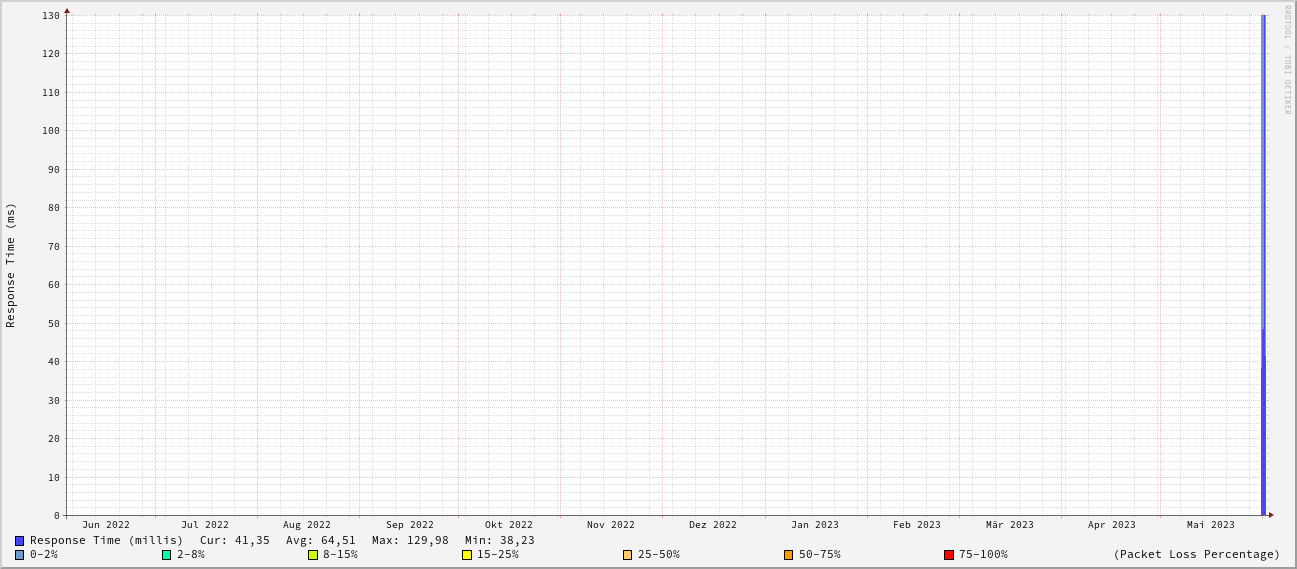 RRDTOOL / TOBI OETIKER
Response Time (ms)
130
120
110
100
90
80
70
60
50
40
30
20
10
0
Jun 2022 Jul 2022 Aug 2022 Sep 2022 Okt 2022 Nov 2022 Dez 2022 Jan 2023 Feb 2023 Mär 2023 Apr 2023 Mai 2023
Response Time (millis) Cur: 41,35 Avg: 64,51 Max: 129,98 Min: 38,23
0-2% 2-8% 8-15% 15-25% 25-50% 50-75% 75-100% (Packet Loss Percentage)